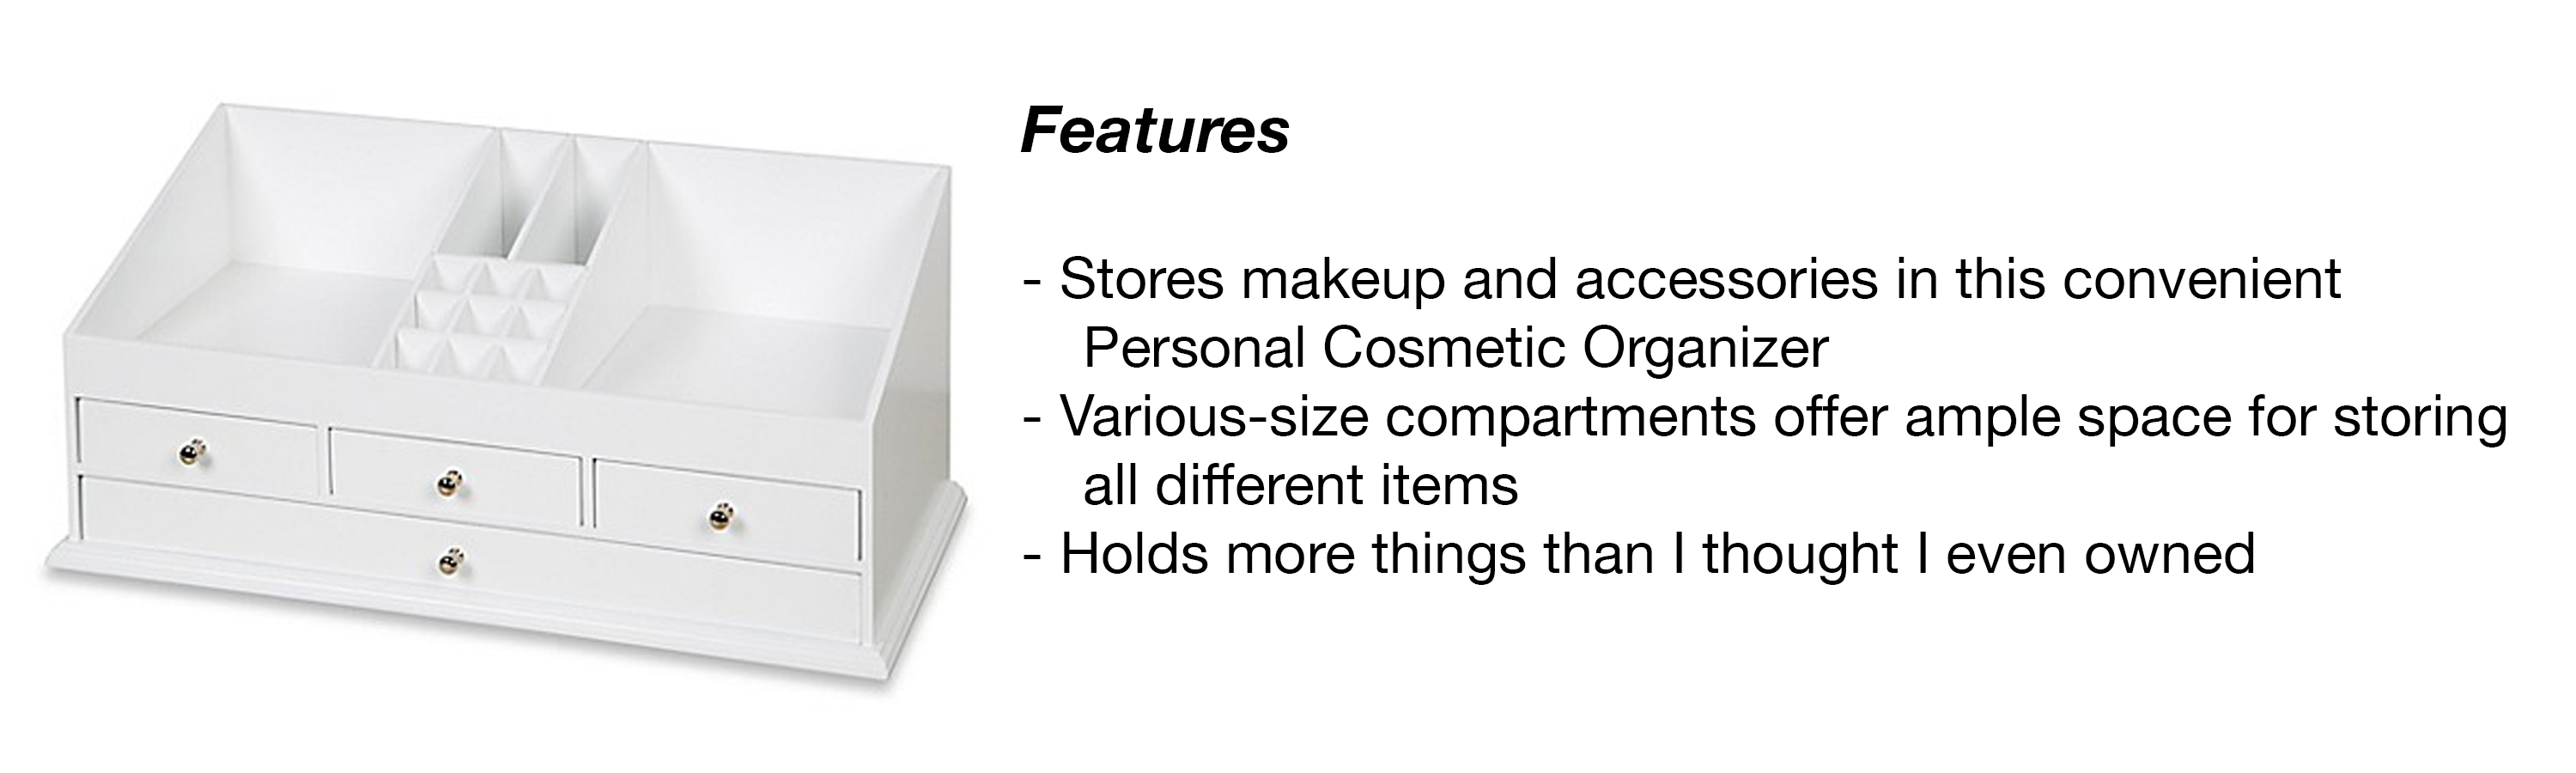 Features
- Stores makeup and accessories in this convenient
Personal Cosmetic Organizer
- Various-size compartments offer ample space for storing
all different items
- Holds more things than I thought I even owned